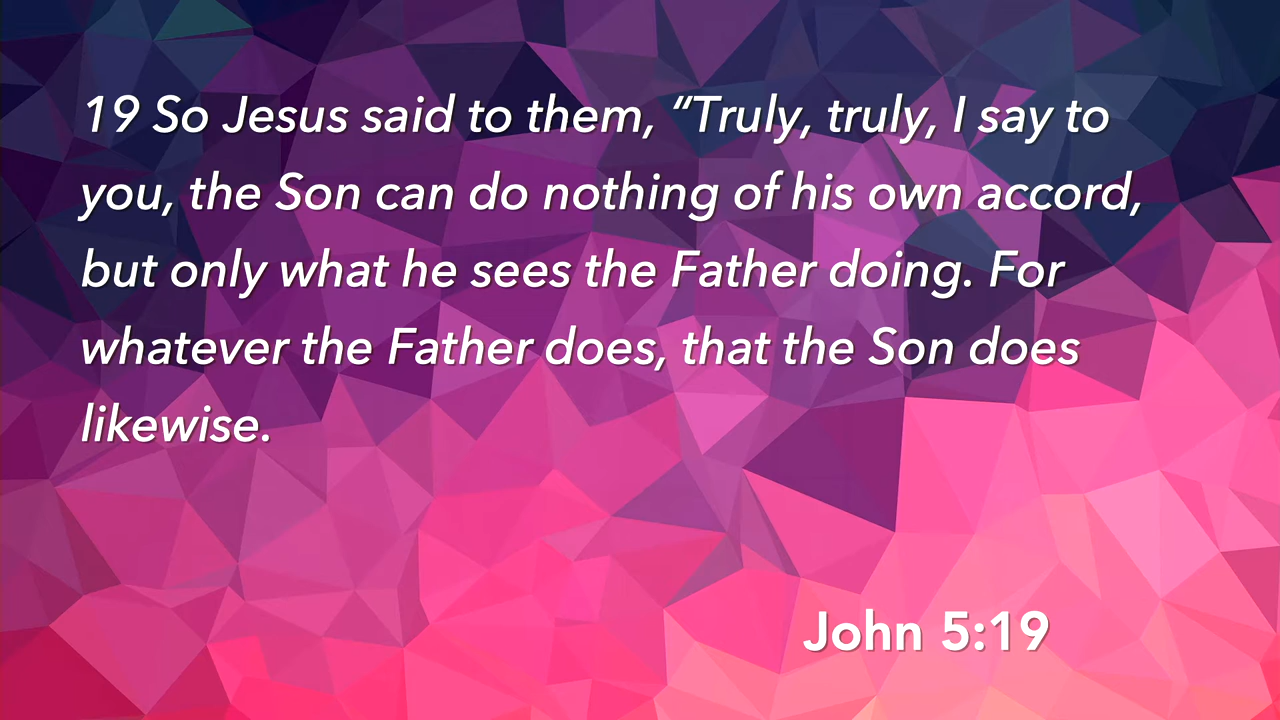 19 So Jesus said to them, “Truly, truly, I say to
you, the Son can do nothing of his own accord,
but only what he sees the Father doing. For
whatever the Father does, that the Son does
likewise.
John 5:19